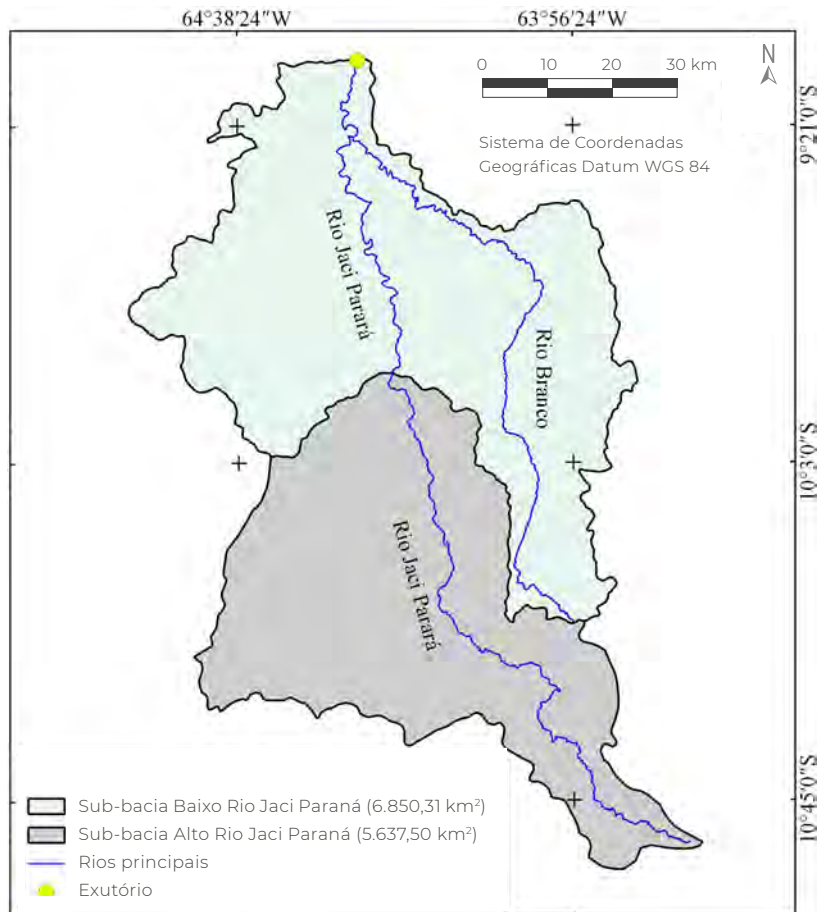 64°38'24"W
63°56'24"W
N
0 10 20 30 km
Sistema de Coordenadas
Geográficas Datum WGS 84
9°21'0"S
Rio Jaci Parará
Rio Branco
10°3'0"S
Rio Jaci Parará
10°45'0"S
Sub-bacia Baixo Rio Jaci Paraná (6.850,31 km²)
Sub-bacia Alto Rio Jaci Paraná (5.637,50 km²)
Rios principais
Exutório